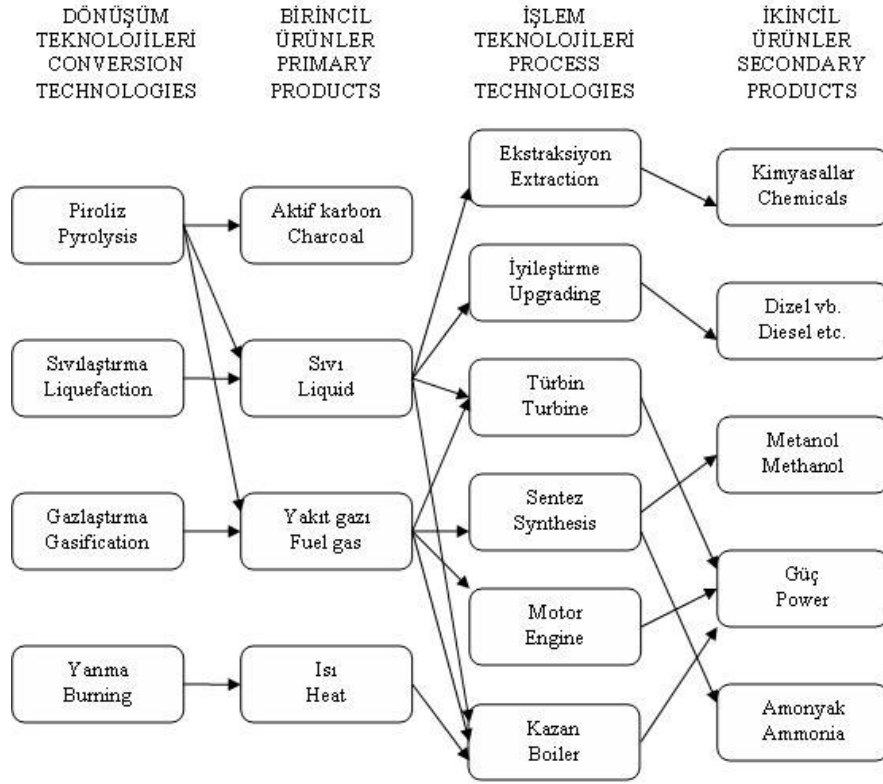 DÖNÜŞÜM
TEKNOLOJİLERİ
CONVERSION
TECHNOLOGIES
BİRİNCİL
ÜRÜNLER
PRIMARY
PRODUCTS
İŞLEM
TEKNOLOJİLERİ
PROCESS
TECHNOLOGIES
İKİNCİL
ÜRÜNLER
SECONDARY
PRODUCTS
Piroliz
Pyrolysis
Sıvılaştırma
Liquefaction
Gazlaştırma
Gasification
Yanma
Burning
Aktif karbon
Charcoal
Sıvı
Liquid
Yakıt gazı
Fuel gas
Isı
Heat
Ekstraksiyon
Extraction
İyileştirme
Upgrading
Türbin
Turbine
Sentez
Synthesis
Motor
Engine
Kazan
Boiler
Kimyasallar
Chemicals
Dizel vb.
Diesel etc.
Metanol
Methanol
Güç
Power
Amonyak
Ammonia